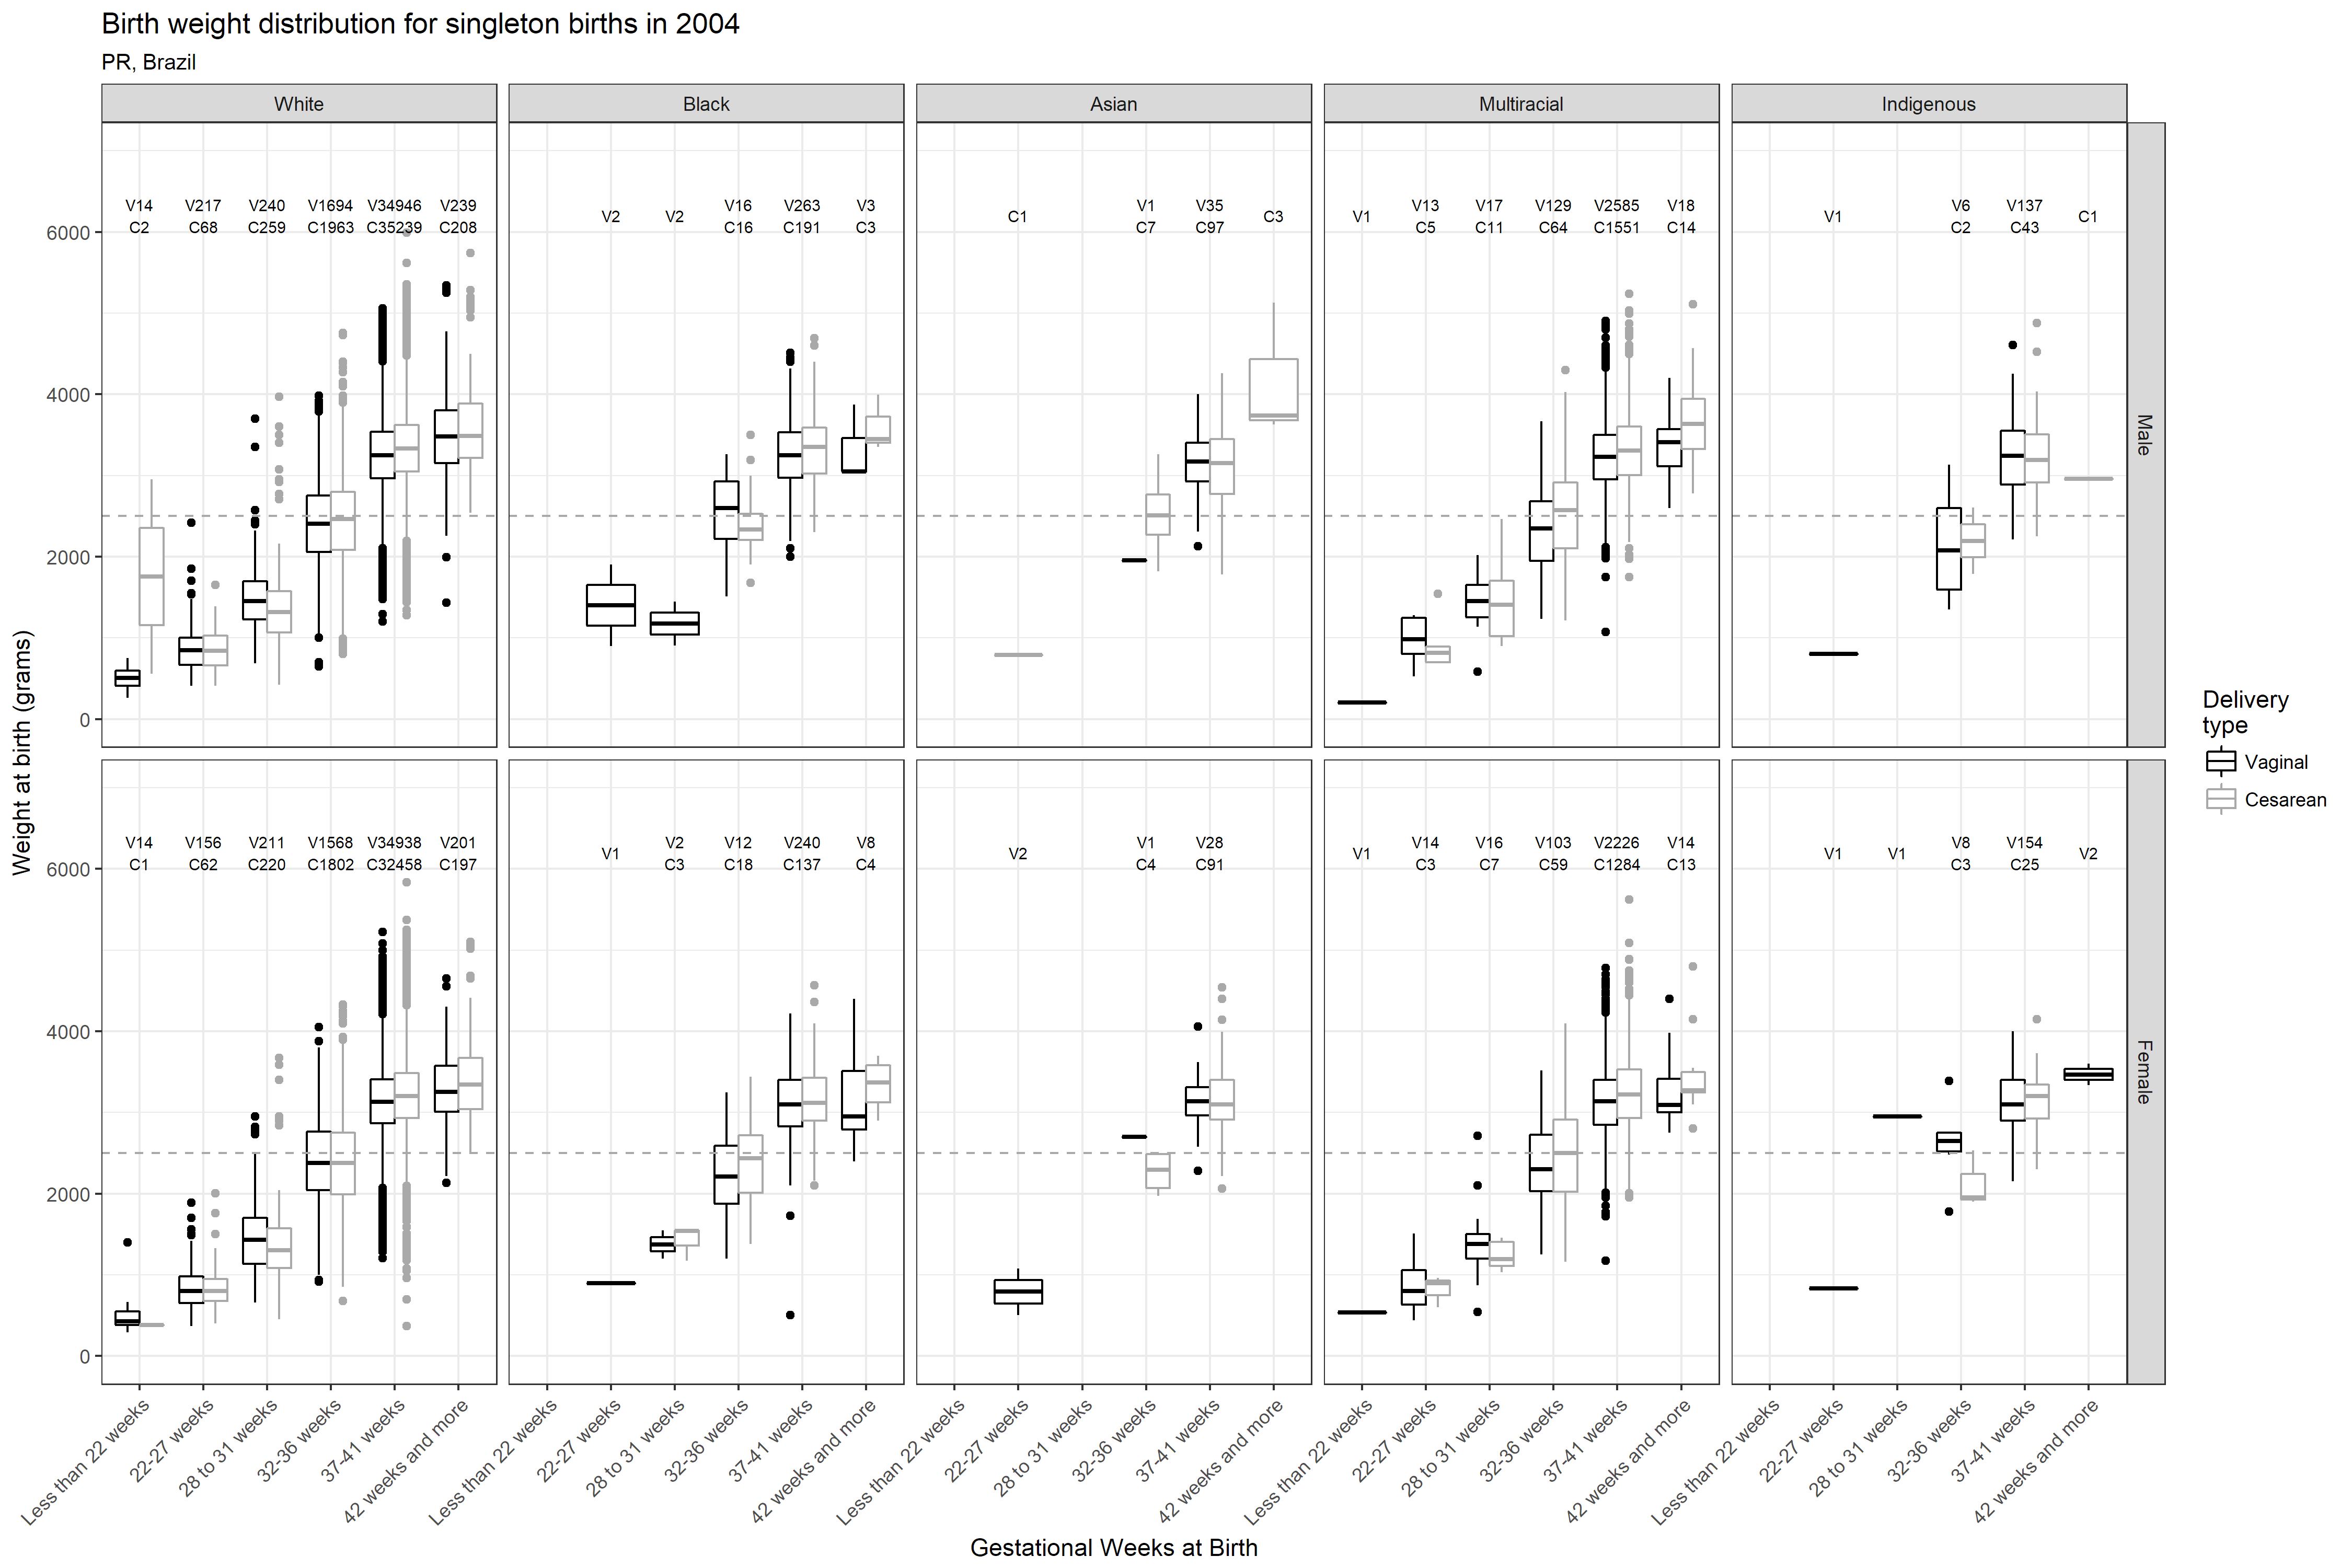 Birth weight distribution for singleton births in 2004
PR, Brazil
White Black Asian Multiracial Indigenous
V14 V217 V240 V1694 V34946 V239
C2 C68 C259 C1963 C35239 C208
V2 V2 V16 V263 V3
C16 C191 C3
C1 V1 V35 C3
C7 C97
V1 V13 V17 V129 V2585 V18
C5 C11 C64 C1551 C14
V1 V6 V137 C1
C2 C43
6000
4000
2000
0
Male
V14 V156 V211 V1568 V34938 V201
C1 C62 C220 C1802 C32458 C197
V1 V2 V12 V240 V8
C3 C18 C137 C4
V2 V1 V28
C4 C91
V1 V14 V16 V103 V2226 V14
C3 C7 C59 C1284 C13
V1 V1 V8 V154 V2
C3 C25
6000
4000
2000
0
Female
Weight at birth (grams)
Less than 22 weeks
22-27 weeks
28 to 31 weeks
32-36 weeks
37-41 weeks
42 weeks and more
Less than 22 weeks
22-27 weeks
28 to 31 weeks
32-36 weeks
37-41 weeks
42 weeks and more
Less than 22 weeks
22-27 weeks
28 to 31 weeks
32-36 weeks
37-41 weeks
42 weeks and more
Less than 22 weeks
22-27 weeks
28 to 31 weeks
32-36 weeks
37-41 weeks
42 weeks and more
Less than 22 weeks
22-27 weeks
28 to 31 weeks
32-36 weeks
37-41 weeks
42 weeks and more
Gestational Weeks at Birth
Delivery
type
Vaginal
Cesarean